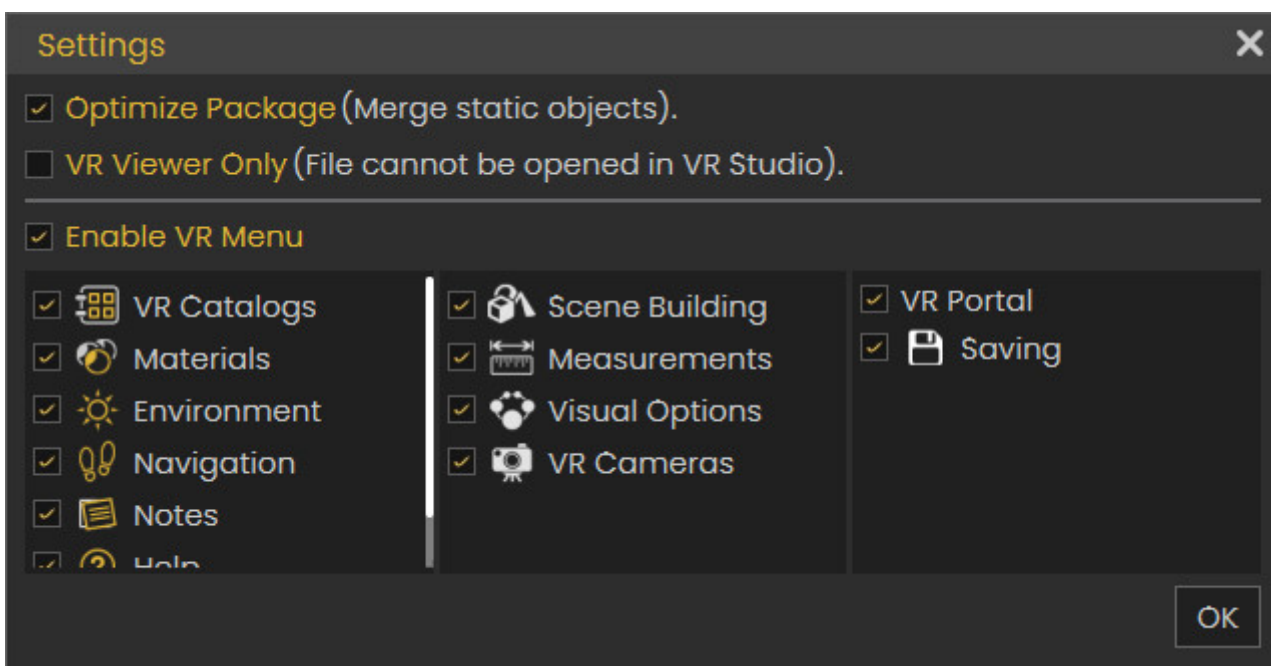 Settings
Optimize Package (Merge static objects).
VR Viewer Only (File cannot be opened in VR Studio).
Enable VR Menu
VR Catalogs
Materials
Environment
Navigation
Notes
Help
Scene Building
Measurements
Visual Options
VR Cameras
VR Portal
Saving
OK